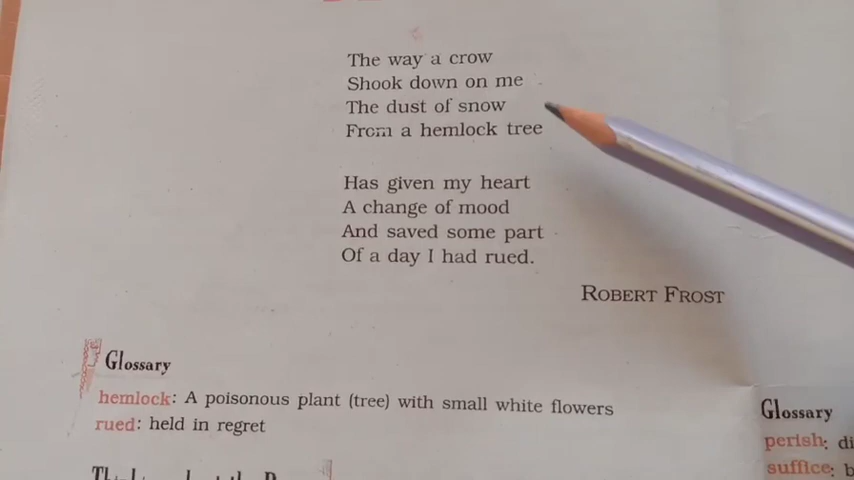 The way a crow
Shook down on me
The dust of snow
From a hemlock tree
Has given my heart
A change of mood
And saved some part
Of a day I had rued.
ROBERT FROST
Glossary
hemlock: A poisonous plant (tree) with small white flowers
rued: held in regret
Glossary
perish:
suffice: